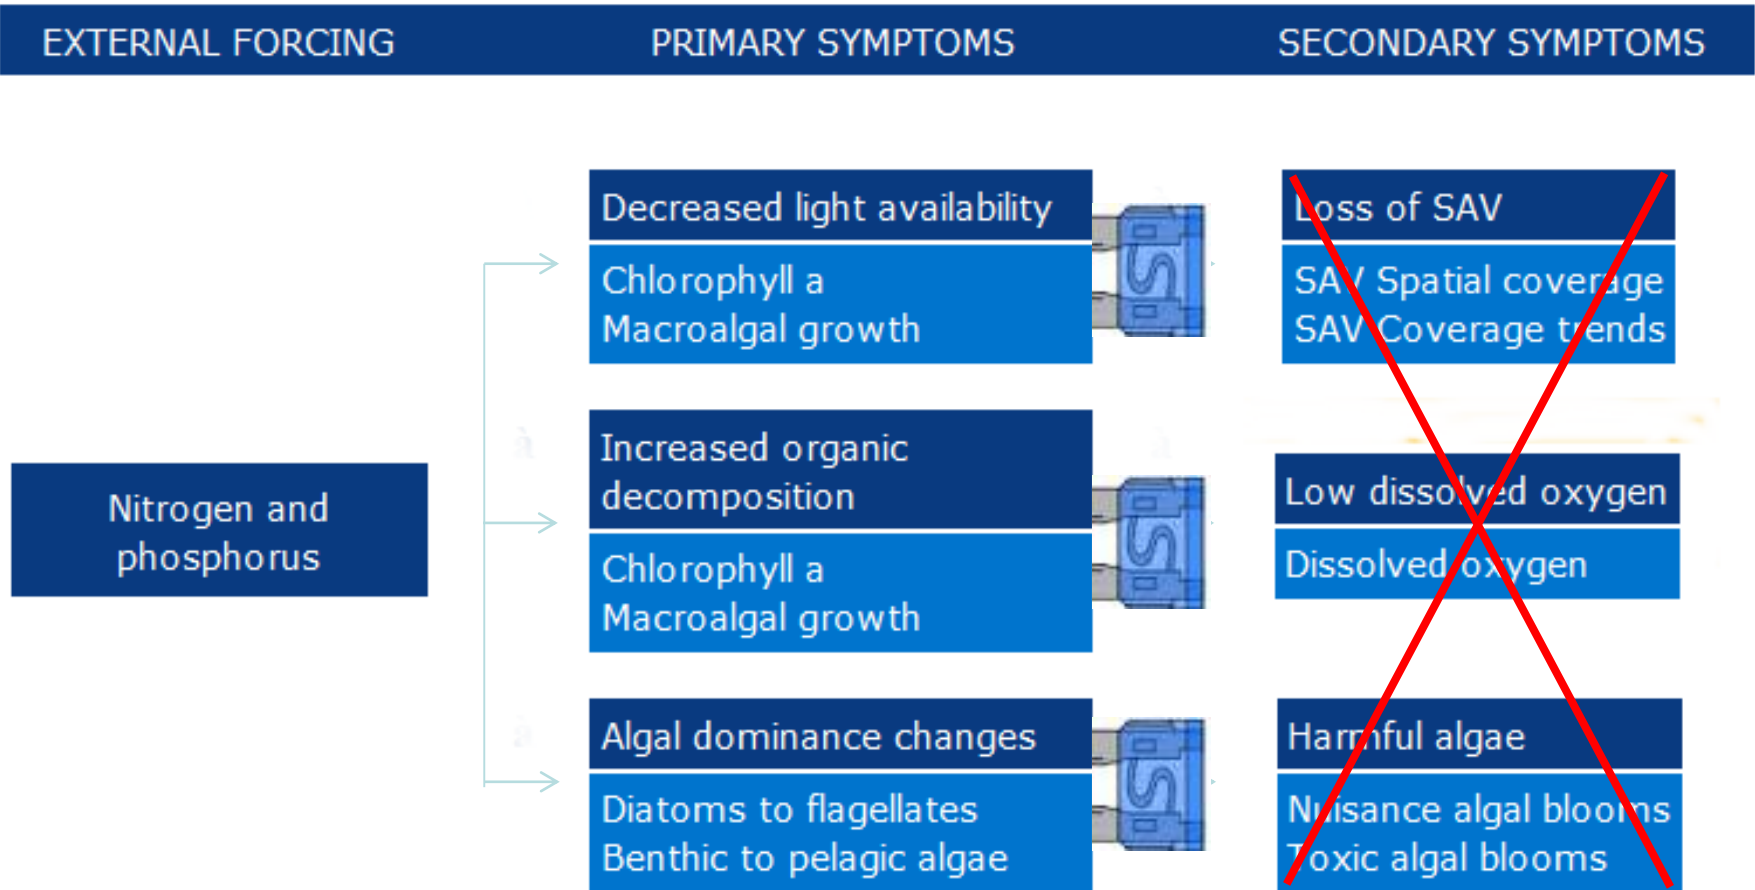 EXTERNAL FORCING
PRIMARY SYMPTOMS
SECONDARY SYMPTOMS
Nitrogen and
phosphorus
Decreased light availability
Chlorophyll a
Macroalgal growth
Increased organic
decomposition
Chlorophyll a
Macroalgal growth
Algal dominance changes
Diatoms to flagellates
Benthic to pelagic algae
Loss of SAV
SAV Spatial coverage
SAV Coverage trends
Low dissolved oxygen
Dissolved oxygen
Harmful algae
Nuisance algal blooms
Toxic algal blooms